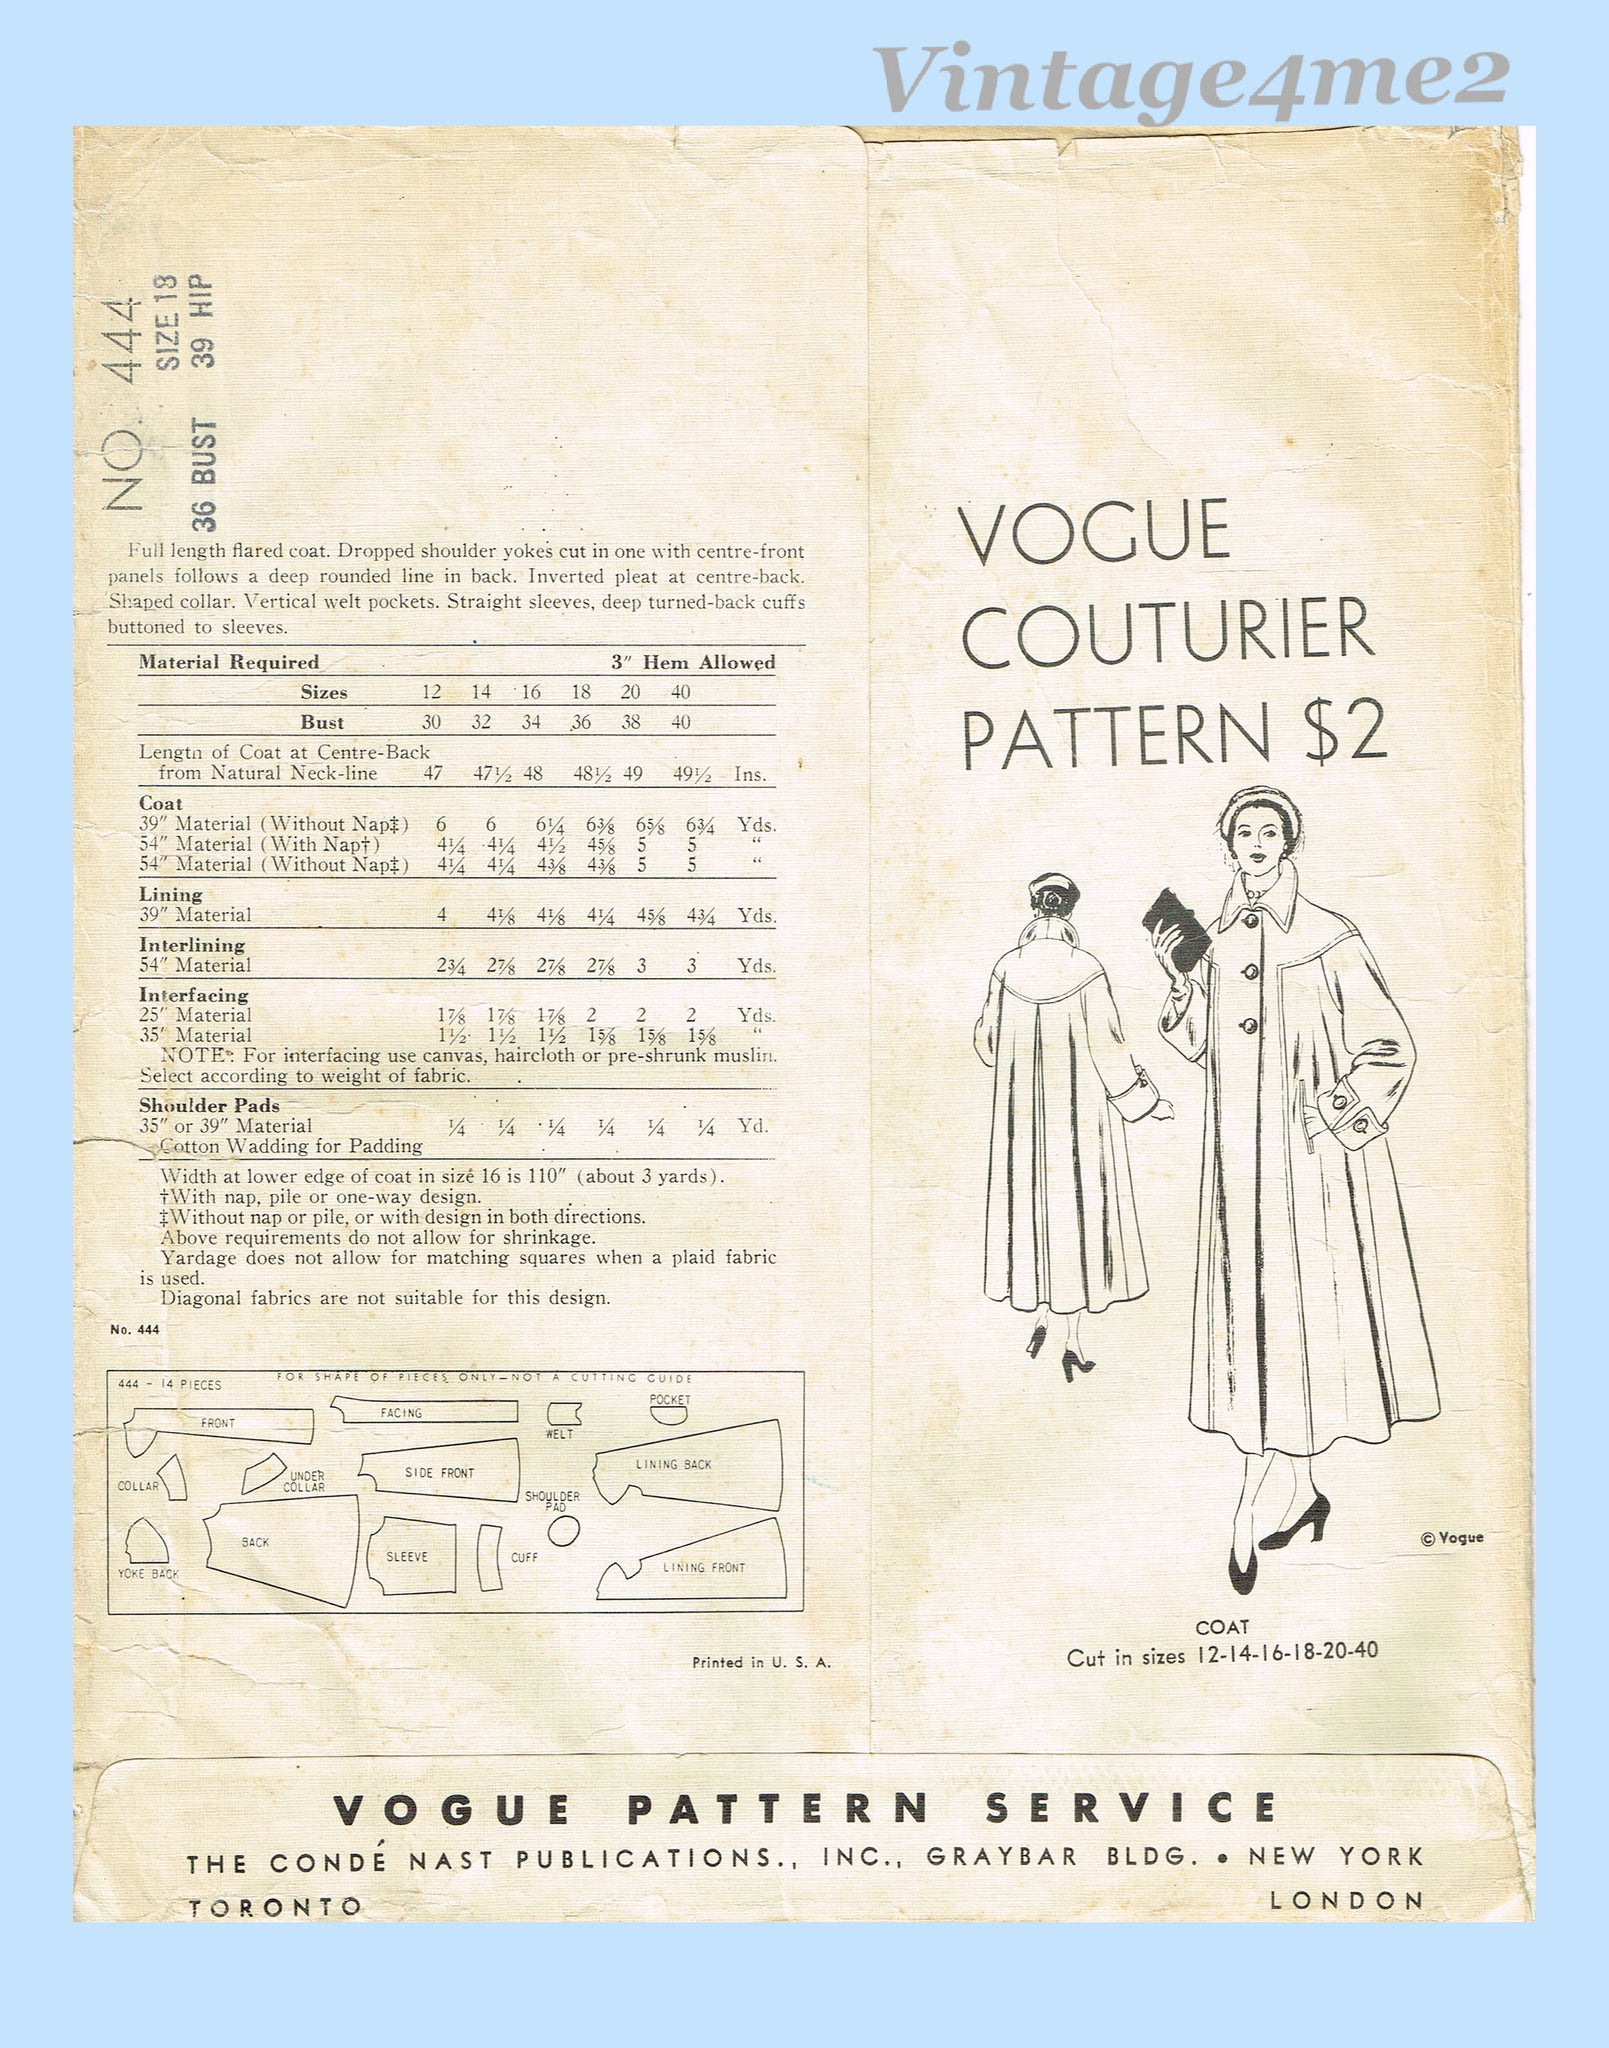 Vintage4me2
NO. 444
SIZE 18
36 BUST 39 HIP
Full length flared coat. Dropped shoulder yokes cut in one with centre-front
panels follows a deep rounded line in back. Inverted pleat at centre-back.
Shaped collar. Vertical welt pockets. Straight sleeves, deep turned-back cuffs
buttoned to sleeves.
Material Required 3″ Hem Allowed
Sizes 12 14 16 18 20 40
Bust 30 32 34 36 38 40
Length of Coat at Centre-Back
from Natural Neck-line 47 47½ 48 48½ 49 49½ Ins.
Coat
39″ Material (Without Nap‡) 6 6 6¼ 6⅜ 6⅝ 6¾ Yds.
54″ Material (With Nap†) 4¼ 4¼ 4½ 4⅝ 5 5 “
54″ Material (Without Nap‡) 4¼ 4¼ 4⅜ 4⅜ 5 5 “
Lining
39″ Material 4 4⅛ 4⅛ 4¼ 4⅝ 4¾ Yds.
Interlining
54″ Material 2¾ 2⅞ 2⅞ 2⅞ 3 3 Yds.
Interfacing
25″ Material 1⅞ 1⅞ 1⅞ 2 2 2 Yds.
35″ Material 1½ 1½ 1½ 1⅝ 1⅝ 1⅝ “
NOTE: For interfacing use canvas, haircloth or pre-shrunk muslin.
Select according to weight of fabric.
Shoulder Pads
35″ or 39″ Material ¼ ¼ ¼ ¼ ¼ ¼ Yd.
Cotton Wadding for Padding
Width at lower edge of coat in size 16 is 110″ (about 3 yards).
†With nap, pile or one-way design.
‡Without nap or pile, or with design in both directions.
Above requirements do not allow for shrinkage.
Yardage does not allow for matching squares when a plaid fabric
is used.
Diagonal fabrics are not suitable for this design.
No. 444
444 - 14 PIECES FOR SHAPE OF PIECES ONLY—NOT A CUTTING GUIDE
FRONT
FACING
WELT
POCKET
COLLAR
UNDER
COLLAR
SIDE FRONT
LINING BACK
SHOULDER
PAD
YOKE BACK
BACK
SLEEVE
CUFF
LINING FRONT
Printed in U. S. A.
VOGUE
COUTURIER
PATTERN $2
© Vogue
COAT
Cut in sizes 12-14-16-18-20-40
VOGUE PATTERN SERVICE
THE CONDÉ NAST PUBLICATIONS., INC., GRAYBAR BLDG. • NEW YORK
TORONTO LONDON